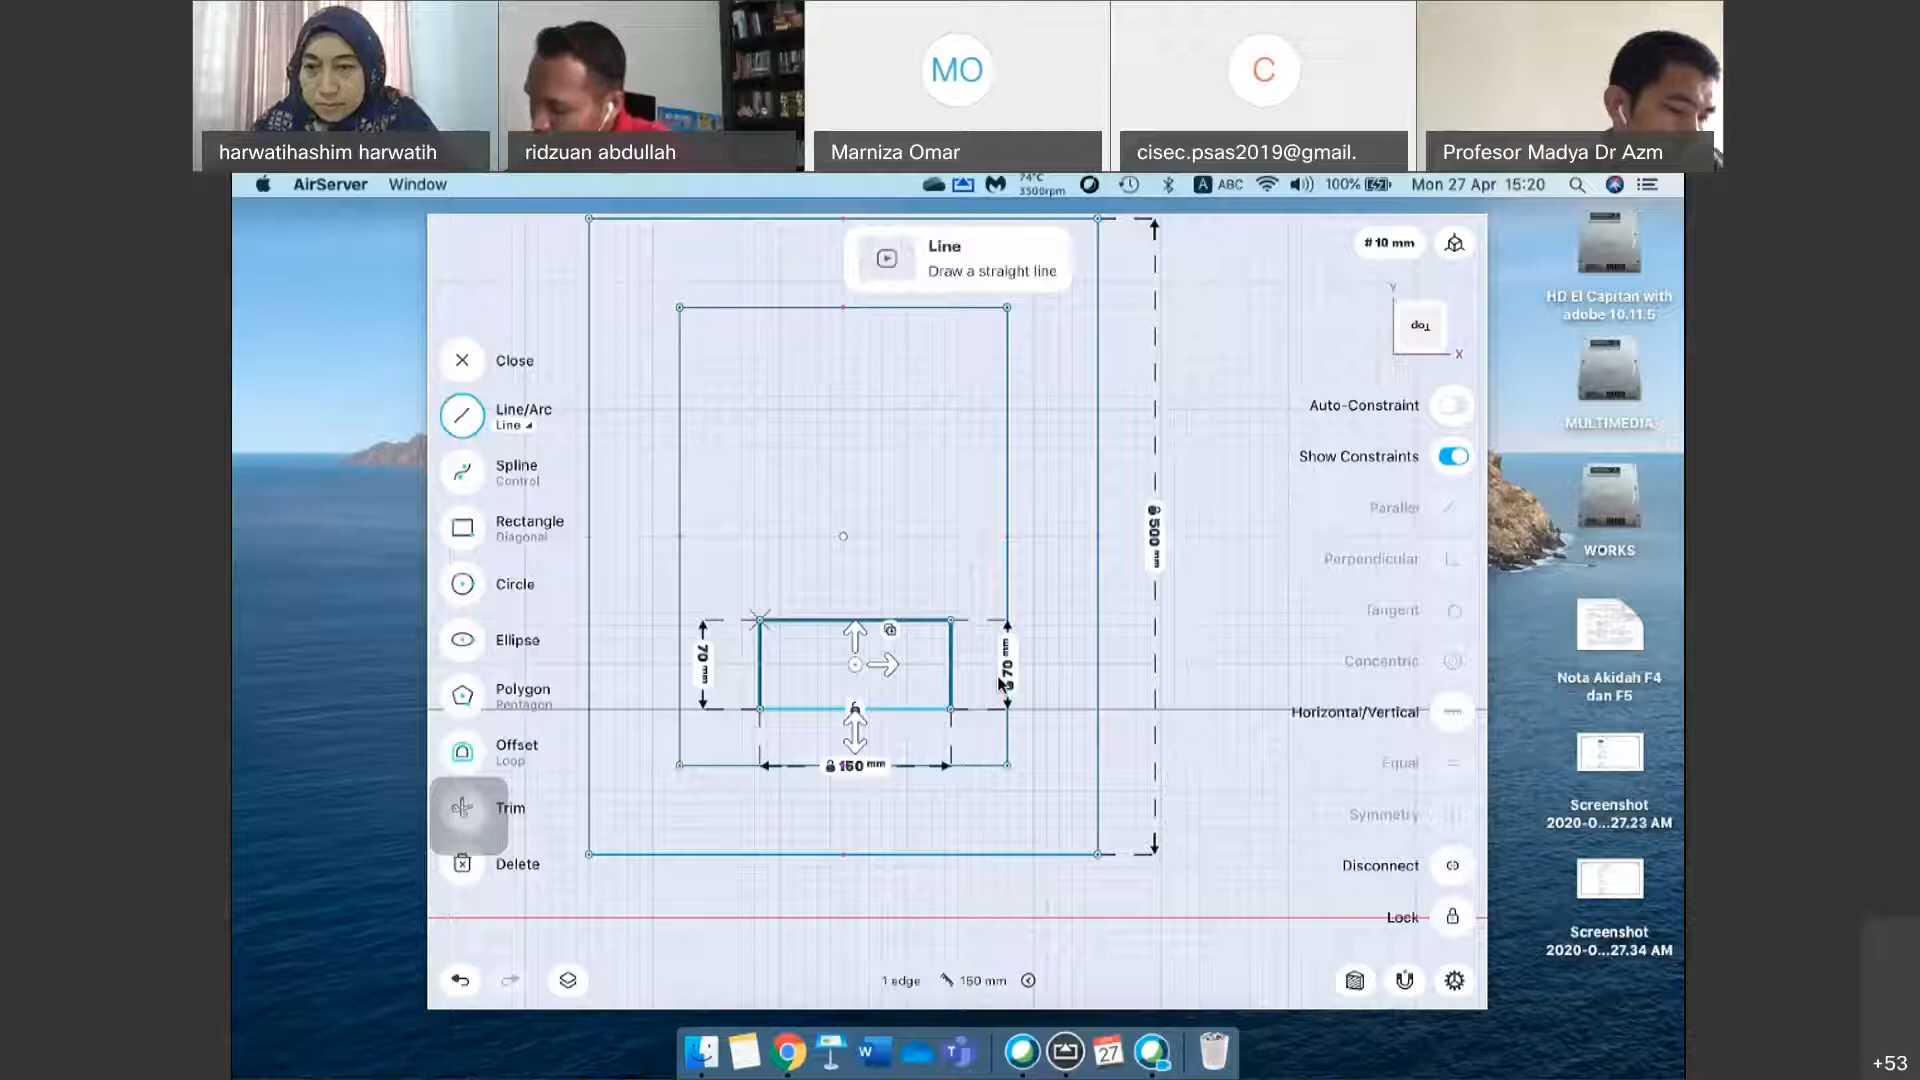 MO
C
harwatihashim harwatih
ridzuan abdullah
Marniza Omar
cisec.psas2019@gmail.
Profesor Madya Dr Azm
AirServer Window
74°C
3500rpm
A ABC
100%
Mon 27 Apr 15:20
Line
Draw a straight line
# 10 mm
HD El Capitan with
adobe 10.11.5
Y
Top
X
Close
Line/Arc
Line
Auto-Constraint
MULTIMEDIA
Spline
Control
Show Constraints
Rectangle
Diagonal
500 mm
Parallel
WORKS
Perpendicular
Circle
Tangent
Ellipse
70 mm
70 mm
Concentric
Nota Akidah F4
dan F5
Polygon
Pentagon
Horizontal/Vertical
Offset
Loop
150 mm
Equal
Trim
Symmetry
Screenshot
2020-0...27.23 AM
Delete
Disconnect
Lock
Screenshot
2020-0...27.34 AM
1 edge
150 mm
W
T
27
+53